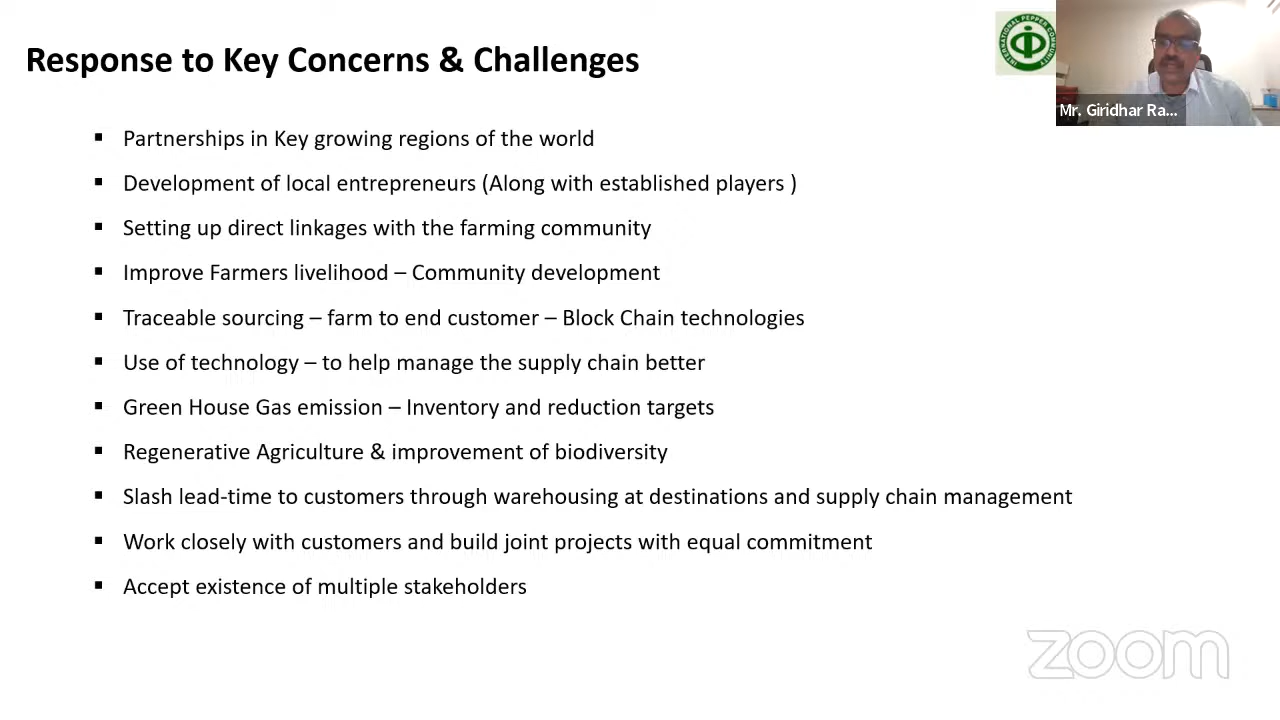 Response to Key Concerns & Challenges
INTERNATIONAL PEPPER COMMUNITY
Mr. Giridhar Ra...
▪ Partnerships in Key growing regions of the world
▪ Development of local entrepreneurs (Along with established players )
▪ Setting up direct linkages with the farming community
▪ Improve Farmers livelihood – Community development
▪ Traceable sourcing – farm to end customer – Block Chain technologies
▪ Use of technology – to help manage the supply chain better
▪ Green House Gas emission – Inventory and reduction targets
▪ Regenerative Agriculture & improvement of biodiversity
▪ Slash lead-time to customers through warehousing at destinations and supply chain management
▪ Work closely with customers and build joint projects with equal commitment
▪ Accept existence of multiple stakeholders
zoom